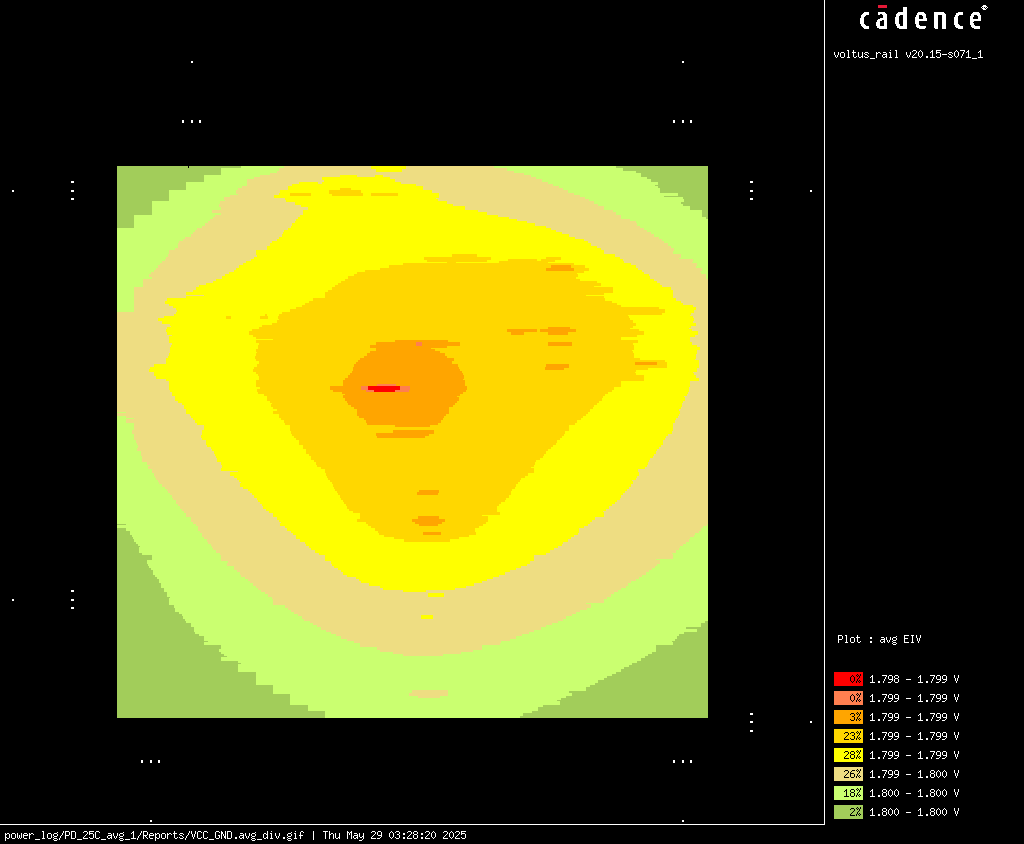 cādence®
voltus_rail v20.15-s071_1
Plot : avg EIV
0% 1.798 - 1.799 V
0% 1.799 - 1.799 V
3% 1.799 - 1.799 V
23% 1.799 - 1.799 V
28% 1.799 - 1.799 V
26% 1.799 - 1.800 V
18% 1.800 - 1.800 V
2% 1.800 - 1.800 V
power_log/PD_25C_avg_1/Reports/VCC_GND.avg_div.gif | Thu May 29 03:28:20 2025